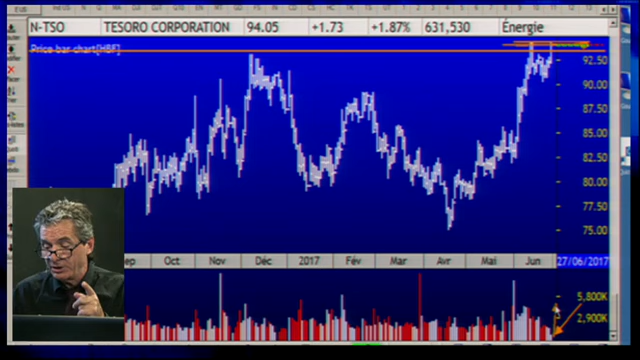 N-TSO TESORO CORPORATION 94.05 +1.73 +1.87% 631,530 Énergie
Price bar chart[HBF]
92.50
90.00
87.50
85.00
82.50
80.00
77.50
75.00
ep Oct Nov Déc 2017 Fév Mar Avr Mai Jun 27/06/2017
5,800K
2,900K